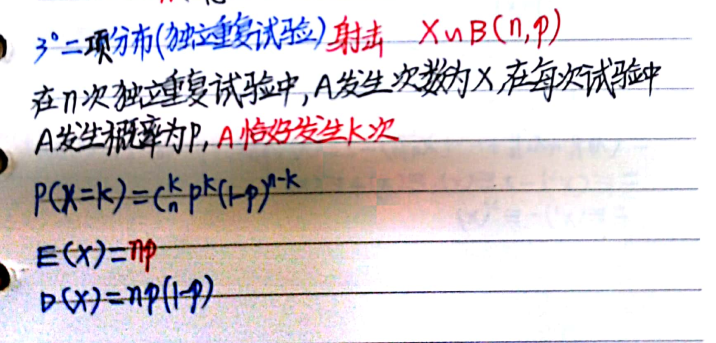 3°二项分布(独立重复试验)射击 X∽B(n,p)
在n次独立重复试验中,A发生次数为X,在每次试验中
A发生概率为P,A恰好发生k次
P(X=k)=C_n^k p^k(1-p)^{n-k}
E(X)=np
D(X)=np(1-p)